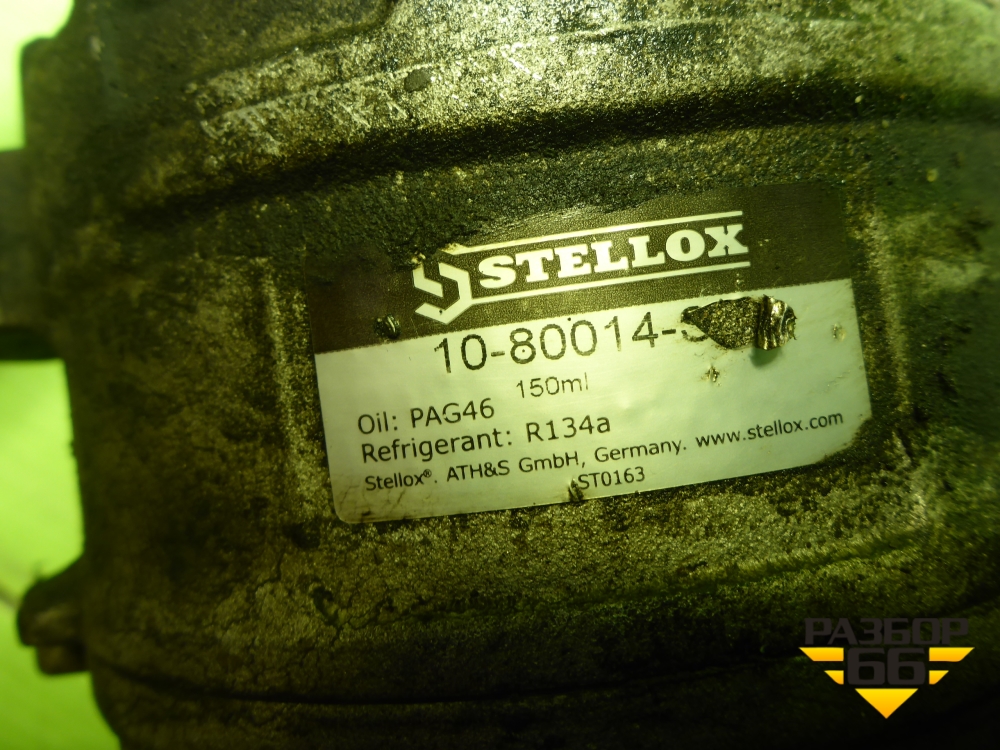 STELLOX
10-80014-
150ml
Oil: PAG46
Refrigerant: R134a
Stellox®. ATH&S GmbH, Germany. www.stellox.com
ST0163
РАЗБОР
66